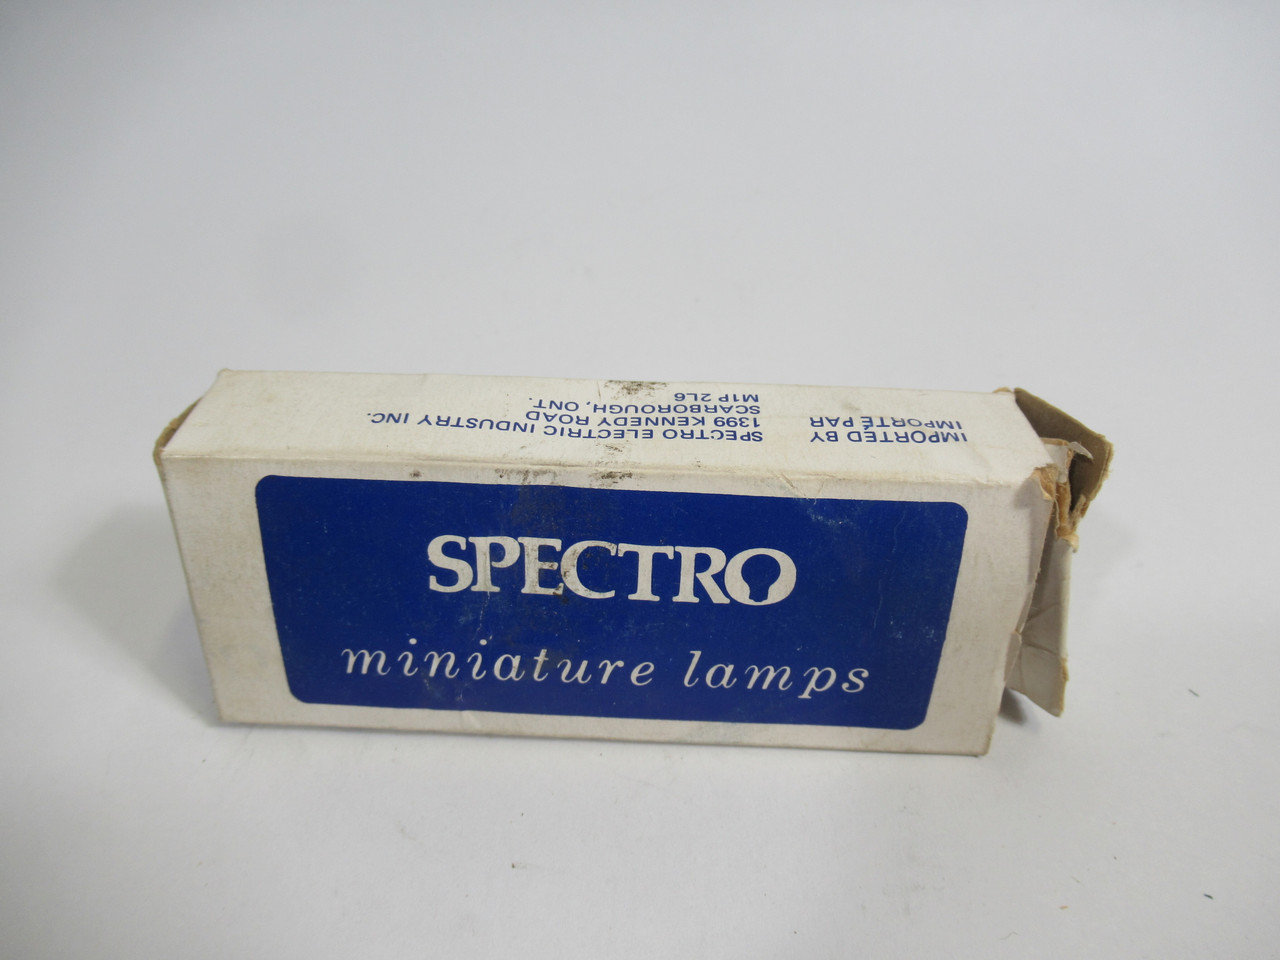 IMPORTED BY
IMPORTÉ PAR
SPECTRO ELECTRIC INDUSTRY INC.
1399 KENNEDY ROAD
SCARBOROUGH, ONT.
M1P 2L6
SPECTRO
miniature lamps